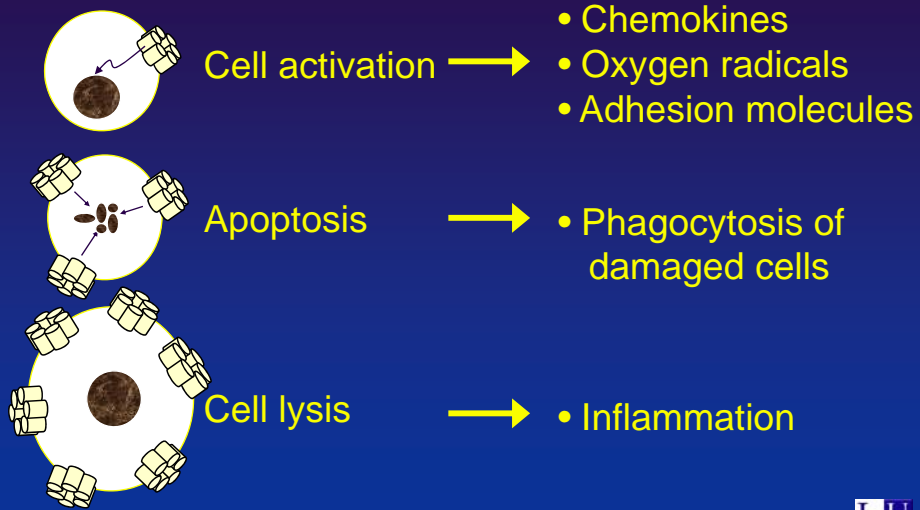 • Chemokines
Cell activation
• Oxygen radicals
• Adhesion molecules
Apoptosis
• Phagocytosis of
damaged cells
Cell lysis
• Inflammation